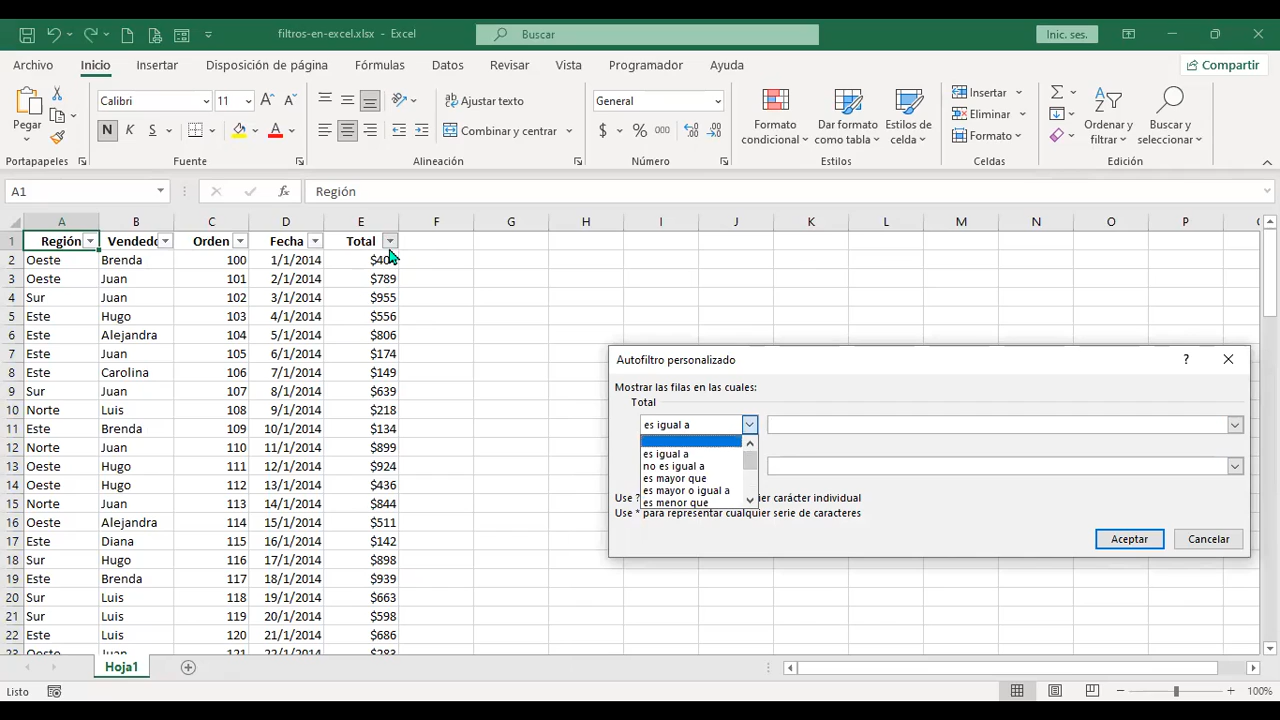 filtros-en-excel.xlsx - Excel
Buscar
Inic. ses.
Archivo Inicio Insertar Disposición de página Fórmulas Datos Revisar Vista Programador Ayuda Compartir
Pegar
Portapapeles
Calibri 11
N K S
Fuente
Ajustar texto
Combinar y centrar
Alineación
General
$ % 000
Número
Formato condicional
Dar formato como tabla
Estilos de celda
Estilos
Insertar
Eliminar
Formato
Celdas
Ordenar y filtrar
Buscar y seleccionar
Edición
A1 fx Región
A B C D E F G H I J K L M N O P
1 Región Vendedo Orden Fecha Total
2 Oeste Brenda 100 1/1/2014
3 Oeste Juan 101 2/1/2014 $789
4 Sur Juan 102 3/1/2014 $955
5 Este Hugo 103 4/1/2014 $556
6 Este Alejandra 104 5/1/2014 $806
7 Este Juan 105 6/1/2014 $174
8 Este Carolina 106 7/1/2014 $149
9 Sur Juan 107 8/1/2014 $639
10 Norte Luis 108 9/1/2014 $218
11 Este Brenda 109 10/1/2014 $134
12 Norte Juan 110 11/1/2014 $899
13 Oeste Hugo 111 12/1/2014 $924
14 Oeste Hugo 112 13/1/2014 $436
15 Norte Juan 113 14/1/2014 $844
16 Oeste Alejandra 114 15/1/2014 $511
17 Este Diana 115 16/1/2014 $142
18 Sur Hugo 116 17/1/2014 $898
19 Este Brenda 117 18/1/2014 $939
20 Sur Luis 118 19/1/2014 $663
21 Sur Luis 119 20/1/2014 $598
22 Este Luis 120 21/1/2014 $686
23 Oeste Juan 121 22/1/2014 $283
Autofiltro personalizado ?
Mostrar las filas en las cuales:
Total
es igual a
es igual a
no es igual a
es mayor que
es mayor o igual a
es menor que
Use ? ier carácter individual
Use * para representar cualquier serie de caracteres
Aceptar Cancelar
Hoja1
Listo 100%